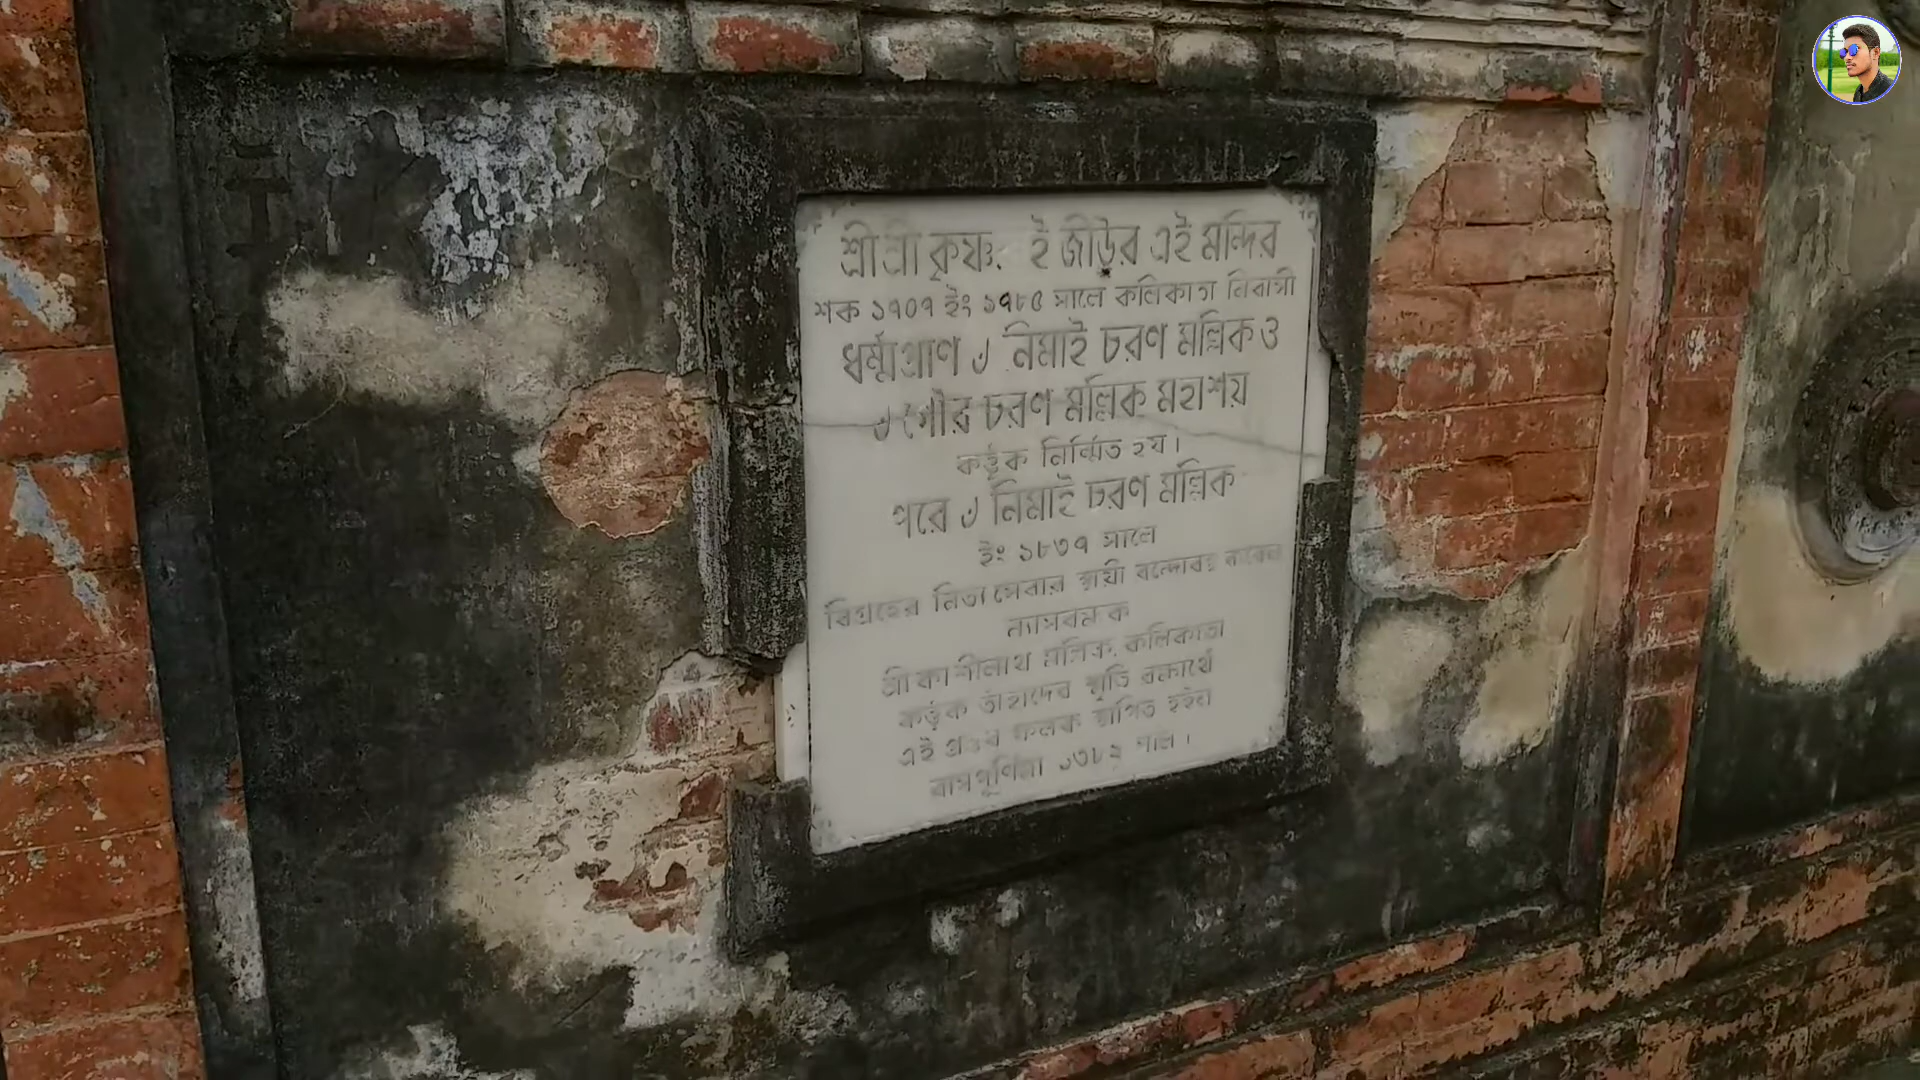 শ্রীশ্রী কৃষ্ণ ই জীউর এই মন্দির
শক ১৭০৭ ইং ১৭৮৫ সালে কলিকাতা নিবাসী
ধর্ম্মপ্রাণ ৺ নিমাই চরণ মল্লিক ও
৺ গৌর চরণ মল্লিক মহাশয়
কর্ত্তৃক নির্ম্মিত হয়।
পরে ৺ নিমাই চরণ মল্লিক
ইং ১৮৩৭ সালে
বিগ্রহের নিত্যসেবার স্থায়ী বন্দোবস্ত করেন
ন্যাসরক্ষক
শ্রী কাশীনাথ মল্লিক, কলিকাতা
কর্ত্তৃক তাঁহাদের স্মৃতি রক্ষার্থে
এই প্রস্তর ফলক স্থাপিত হইল
রাসপূর্ণিমা ১৩৮২ সাল।